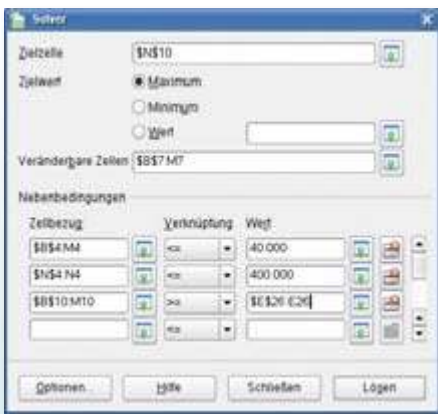 Solver
Zielzelle $N$10
Zielwert Maximum
Minimum
Wert
Veränderbare Zellen $B$7:M7
Nebenbedingungen
Zellbezug Verknüpfung Wert
$B$4:M4 <= 40.000
$N$4:N4 <= 400.000
$B$10:M10 >= $E$26:E26
<=
Optionen... Hilfe Schließen Lösen